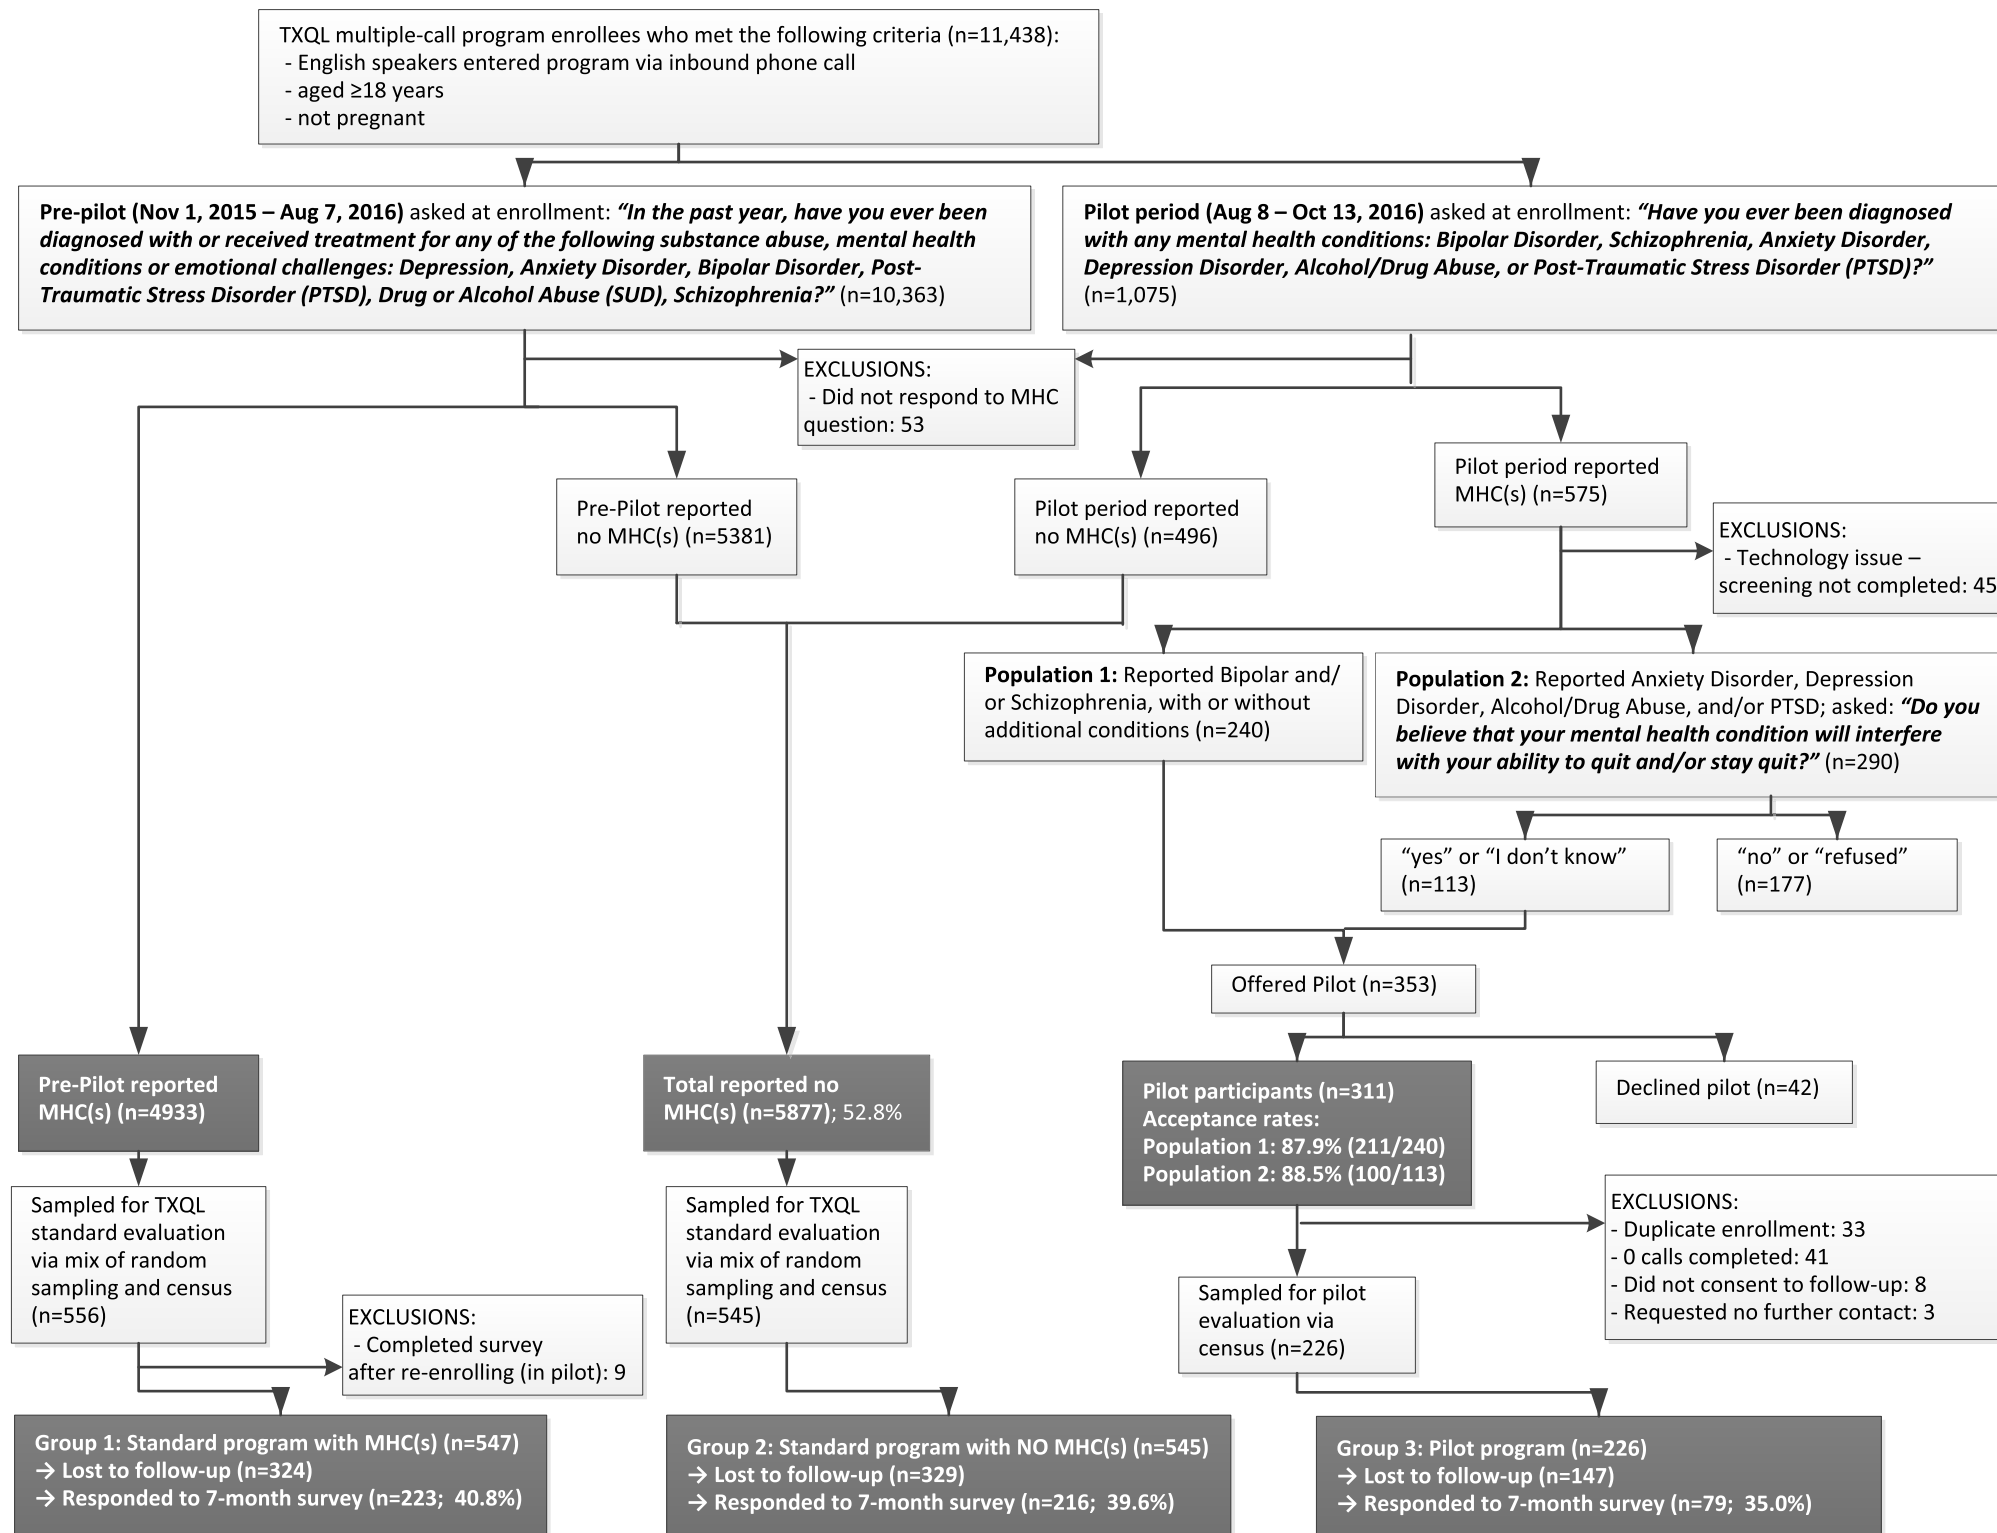 TXQL multiple-call program enrollees who met the following criteria (n=11,438):
- English speakers entered program via inbound phone call
- aged ≥18 years
- not pregnant
Pre-pilot (Nov 1, 2015 – Aug 7, 2016) asked at enrollment: “In the past year, have you ever been
diagnosed with or received treatment for any of the following substance abuse, mental health
conditions or emotional challenges: Depression, Anxiety Disorder, Bipolar Disorder, Post-
Traumatic Stress Disorder (PTSD), Drug or Alcohol Abuse (SUD), Schizophrenia?” (n=10,363)
Pilot period (Aug 8 – Oct 13, 2016) asked at enrollment: “Have you ever been diagnosed
with any mental health conditions: Bipolar Disorder, Schizophrenia, Anxiety Disorder,
Depression Disorder, Alcohol/Drug Abuse, or Post-Traumatic Stress Disorder (PTSD)?”
(n=1,075)
EXCLUSIONS:
- Did not respond to MHC
question: 53
Pre-Pilot reported
no MHC(s) (n=5381)
Pilot period reported
no MHC(s) (n=496)
Pilot period reported
MHC(s) (n=575)
EXCLUSIONS:
- Technology issue –
screening not completed: 45
Population 1: Reported Bipolar and/
or Schizophrenia, with or without
additional conditions (n=240)
Population 2: Reported Anxiety Disorder, Depression
Disorder, Alcohol/Drug Abuse, and/or PTSD; asked: “Do you
believe that your mental health condition will interfere
with your ability to quit and/or stay quit?” (n=290)
“yes” or “I don’t know”
(n=113)
“no” or “refused”
(n=177)
Offered Pilot (n=353)
Pre-Pilot reported
MHC(s) (n=4933)
Total reported no
MHC(s) (n=5877); 52.8%
Pilot participants (n=311)
Acceptance rates:
Population 1: 87.9% (211/240)
Population 2: 88.5% (100/113)
Declined pilot (n=42)
Sampled for TXQL
standard evaluation
via mix of random
sampling and census
(n=556)
Sampled for TXQL
standard evaluation
via mix of random
sampling and census
(n=545)
EXCLUSIONS:
- Duplicate enrollment: 33
- 0 calls completed: 41
- Did not consent to follow-up: 8
- Requested no further contact: 3
Sampled for pilot
evaluation via
census (n=226)
EXCLUSIONS:
- Completed survey
after re-enrolling (in pilot): 9
Group 1: Standard program with MHC(s) (n=547)
→ Lost to follow-up (n=324)
→ Responded to 7-month survey (n=223; 40.8%)
Group 2: Standard program with NO MHC(s) (n=545)
→ Lost to follow-up (n=329)
→ Responded to 7-month survey (n=216; 39.6%)
Group 3: Pilot program (n=226)
→ Lost to follow-up (n=147)
→ Responded to 7-month survey (n=79; 35.0%)